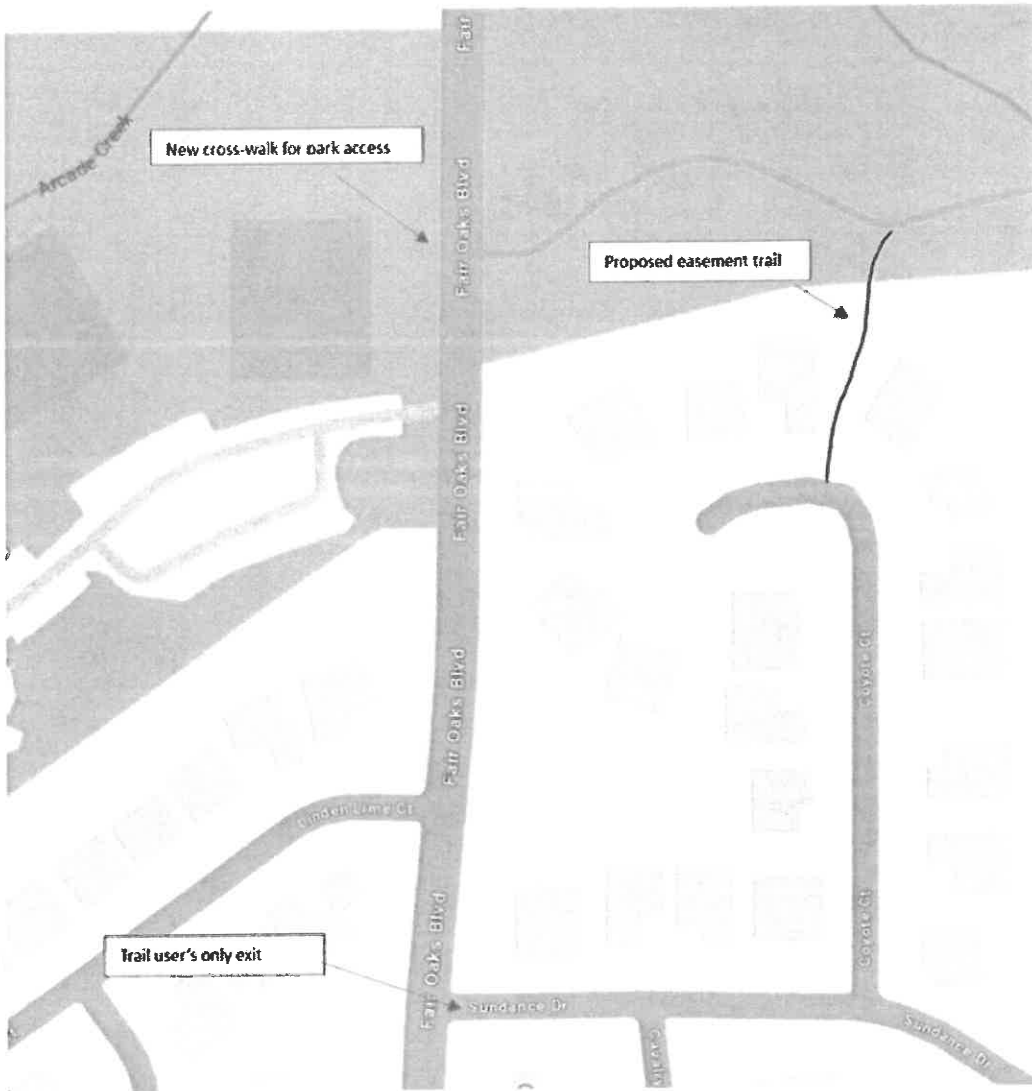 Fair
Arcade Creek
New cross-walk for park access
Fair Oaks Blvd
Proposed easement trail
Fair Oaks Blvd
Fair Oaks Blvd
Coyote Ct
Linden Lime Ct
Fair Oaks Blvd
Coyote Ct
Trail user's only exit
Sundance Dr
Sundance Dr